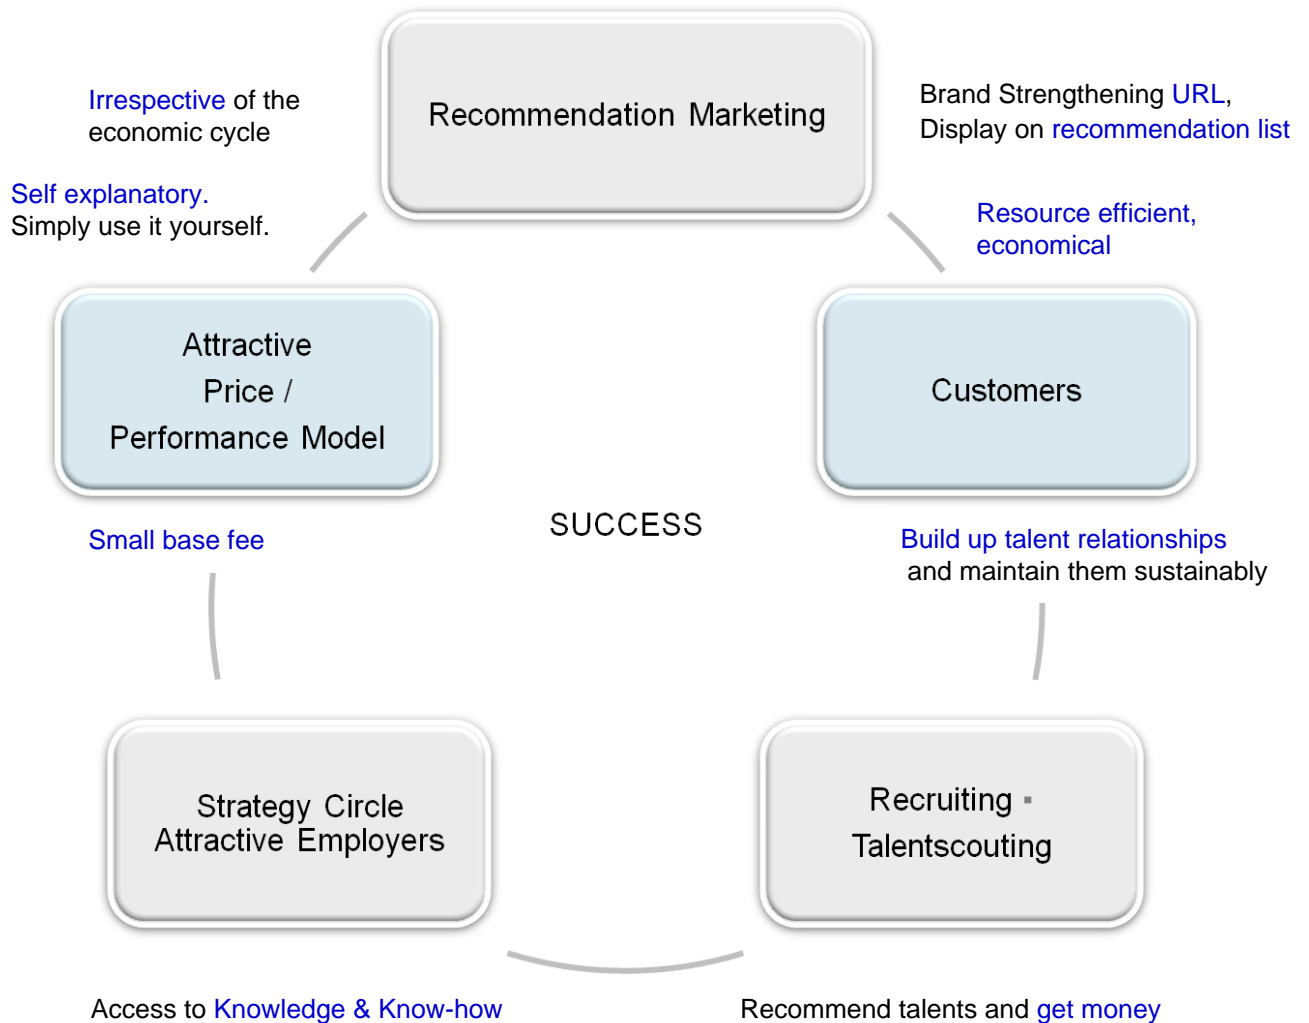 Recommendation Marketing
Irrespective of the
economic cycle
Brand Strengthening URL,
Display on recommendation list
Self explanatory.
Simply use it yourself.
Resource efficient,
economical
Attractive
Price /
Performance Model
Customers
SUCCESS
Small base fee
Build up talent relationships
and maintain them sustainably
Strategy Circle
Attractive Employers
Recruiting ▪
Talentscouting
Access to Knowledge & Know-how
Recommend talents and get money